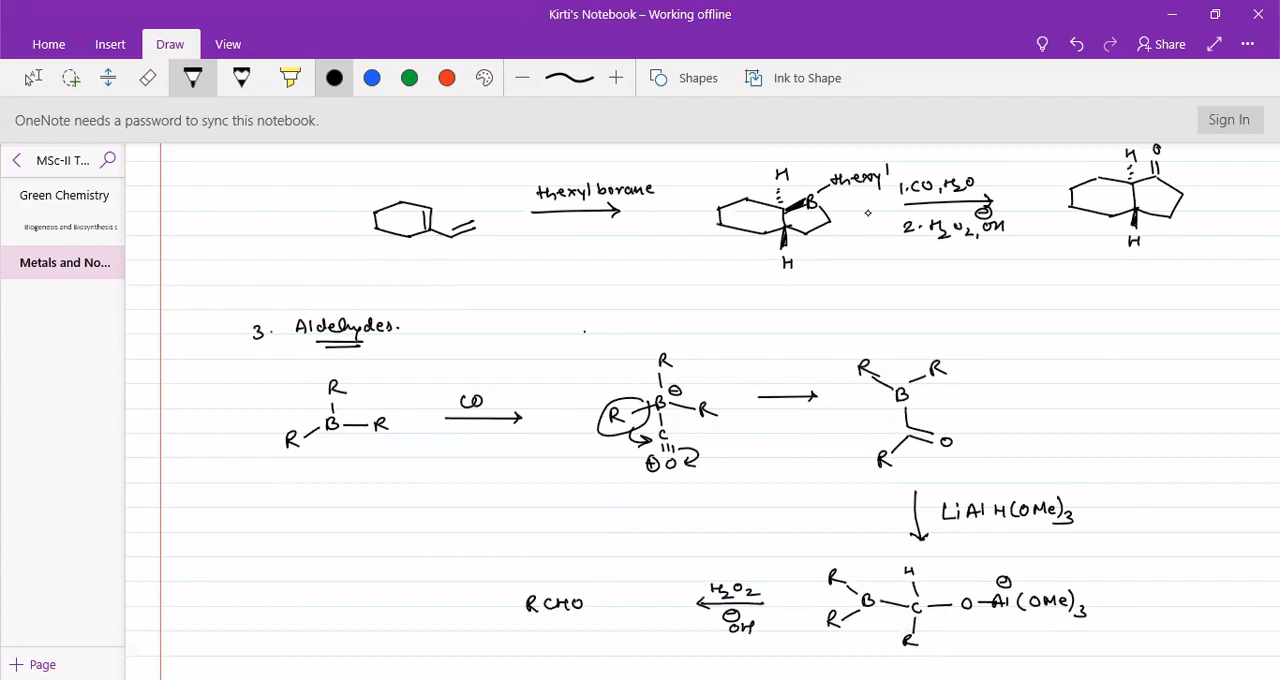 Kirti's Notebook – Working offline
Home Insert Draw View
Share
Shapes Ink to Shape
OneNote needs a password to sync this notebook.
Sign In
MSc-II T...
Green Chemistry
Biogenesis and Biosynthesis c
Metals and No...
Page
thexyl borane
H
B
thexyl
H
1. CO, H2O
2. H2O2, ⊖OH
H
O
H
3. Aldehydes.
R
R B R
CO
R
⊖
R B R
C
⊕ O
R R
B
O
R
LiAlH(OMe)3
R H ⊖
B C O Al(OMe)3
R R
H2O2
⊖OH
RCHO